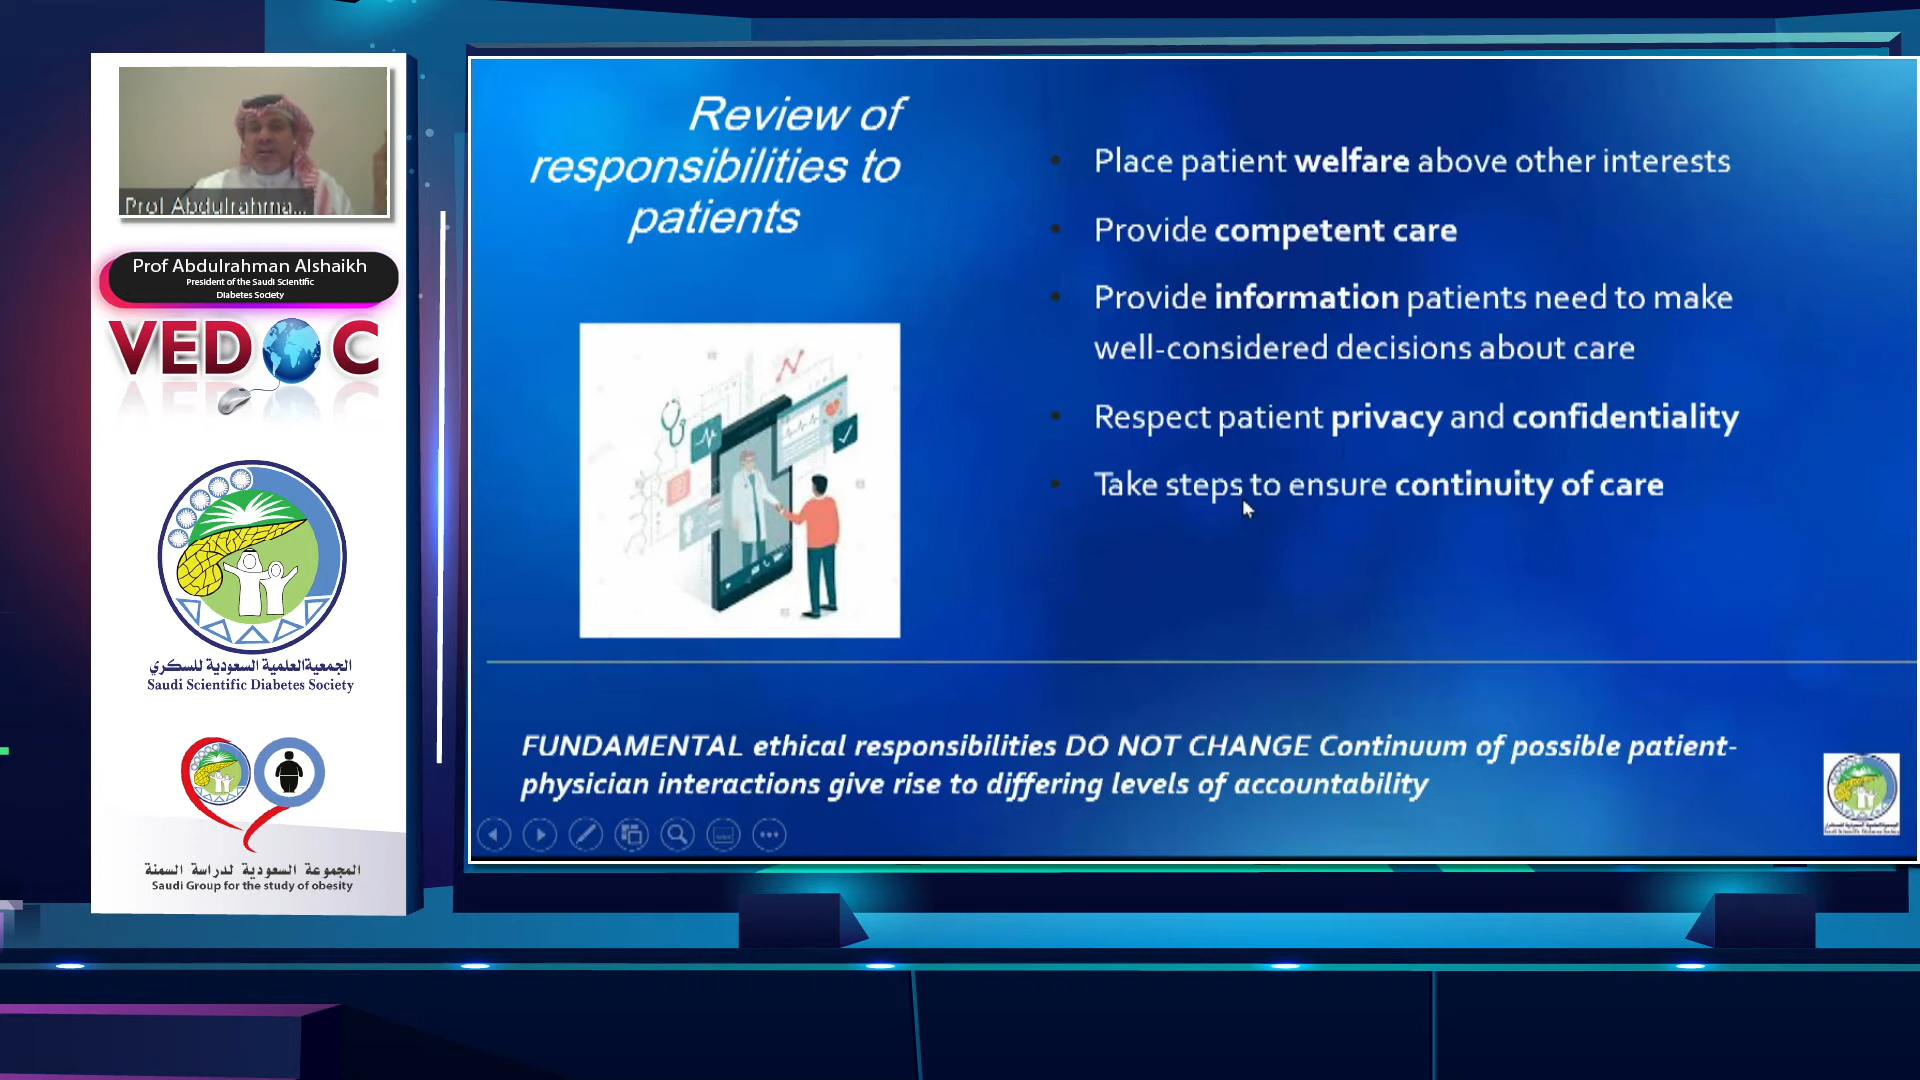 Prof Abdulrahma...
Prof Abdulrahman Alshaikh
President of the Saudi Scientific
Diabetes Society
VEDOC
الجمعية العلمية السعودية للسكري
Saudi Scientific Diabetes Society
المجموعة السعودية لدراسة السمنة
Saudi Group for the study of obesity
Review of
responsibilities to
patients
Place patient welfare above other interests
Provide competent care
Provide information patients need to make
well-considered decisions about care
Respect patient privacy and confidentiality
Take steps to ensure continuity of care
FUNDAMENTAL ethical responsibilities DO NOT CHANGE Continuum of possible patient-
physician interactions give rise to differing levels of accountability